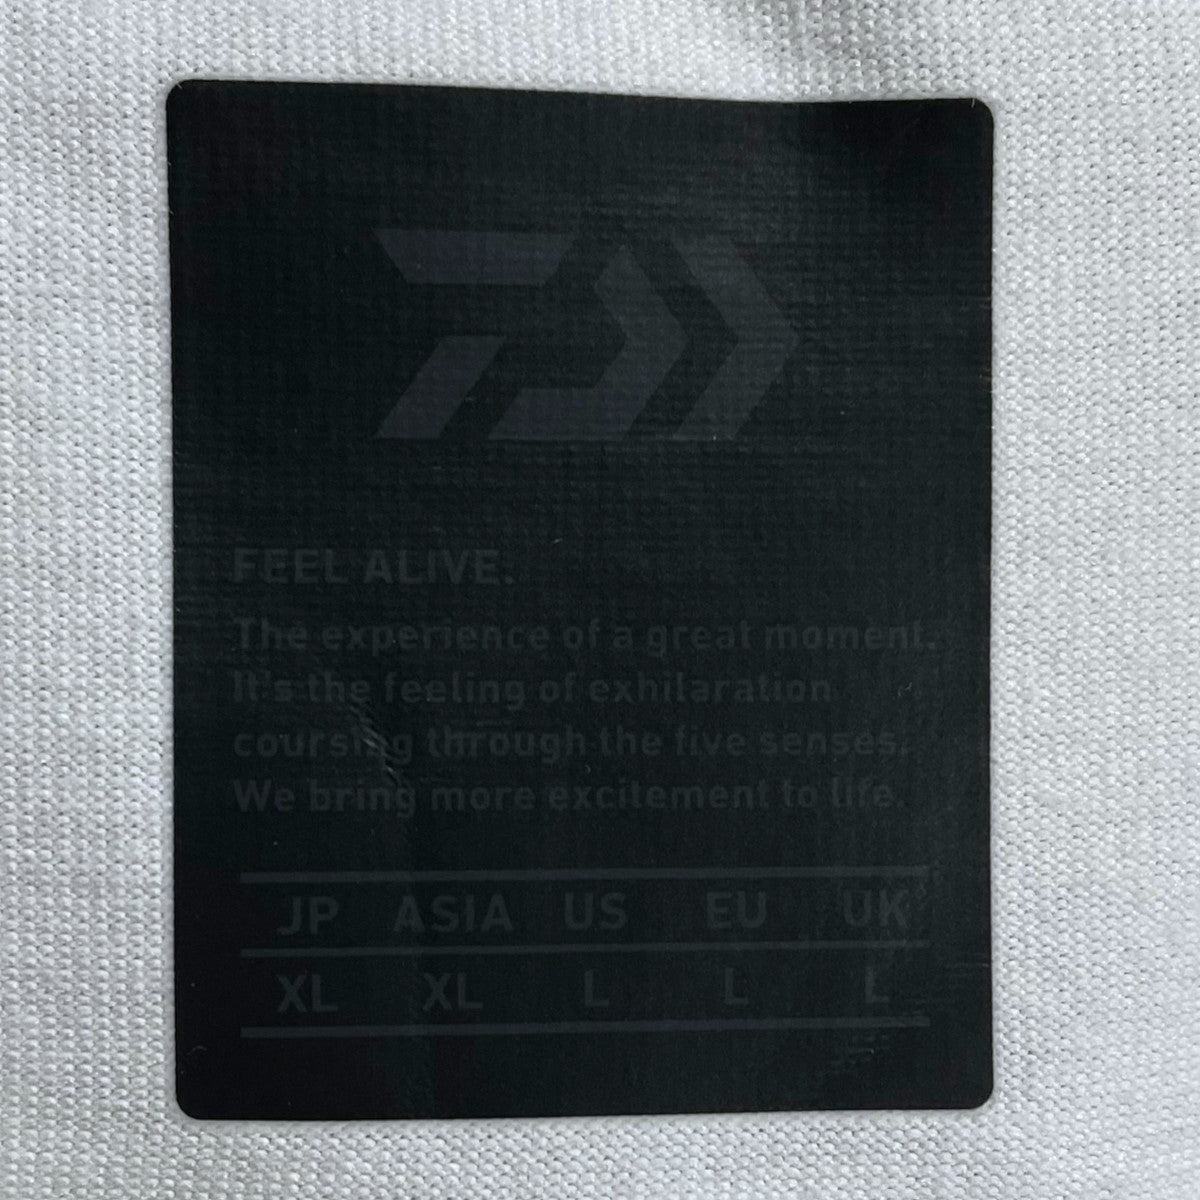 FEEL ALIVE.
The experience of a great moment.
It's the feeling of exhilaration
coursing through the five senses.
We bring more excitement to life.
JP ASIA US EU UK
XL XL L L L